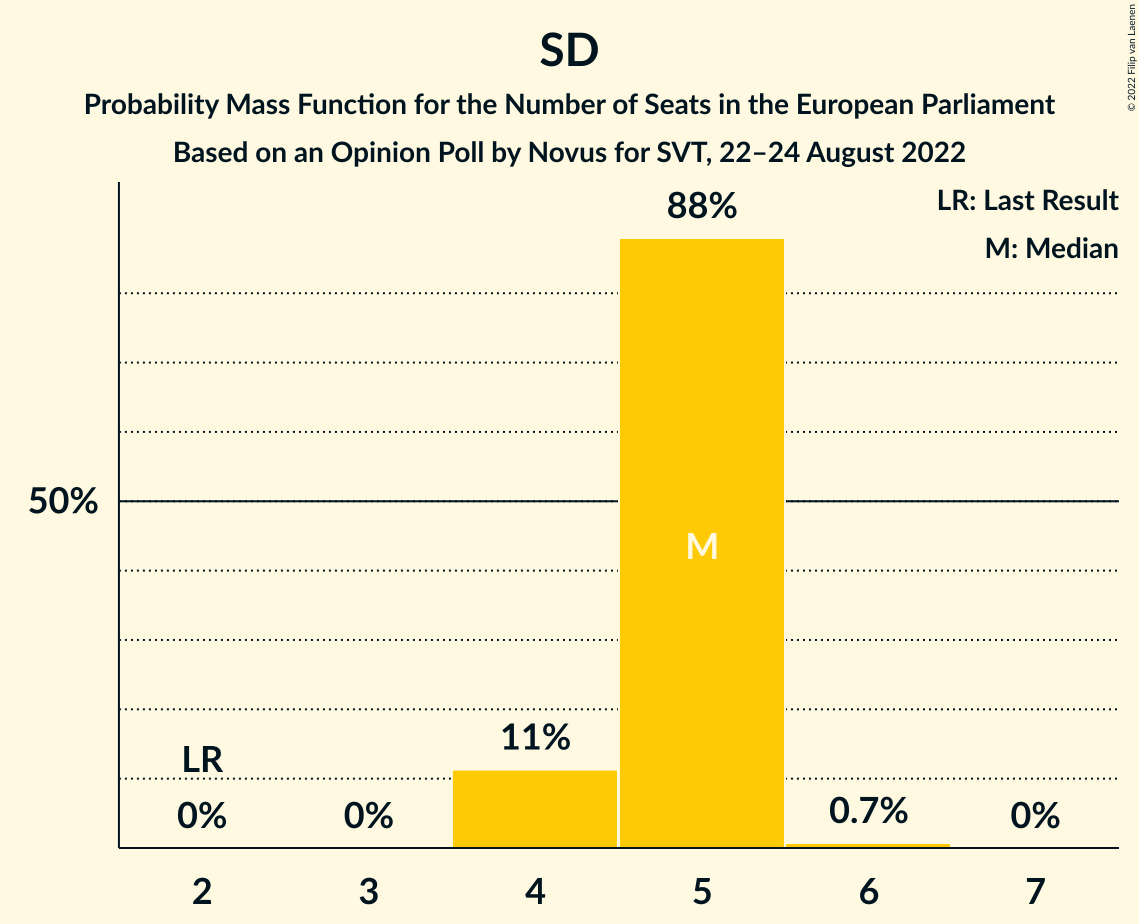 SD
Probability Mass Function for the Number of Seats in the European Parliament
Based on an Opinion Poll by Novus for SVT, 22–24 August 2022
© 2022 Filip van Laenen
LR: Last Result
M: Median
88%
50%
M
LR
11%
0%
0%
0.7%
0%
2
3
4
5
6
7